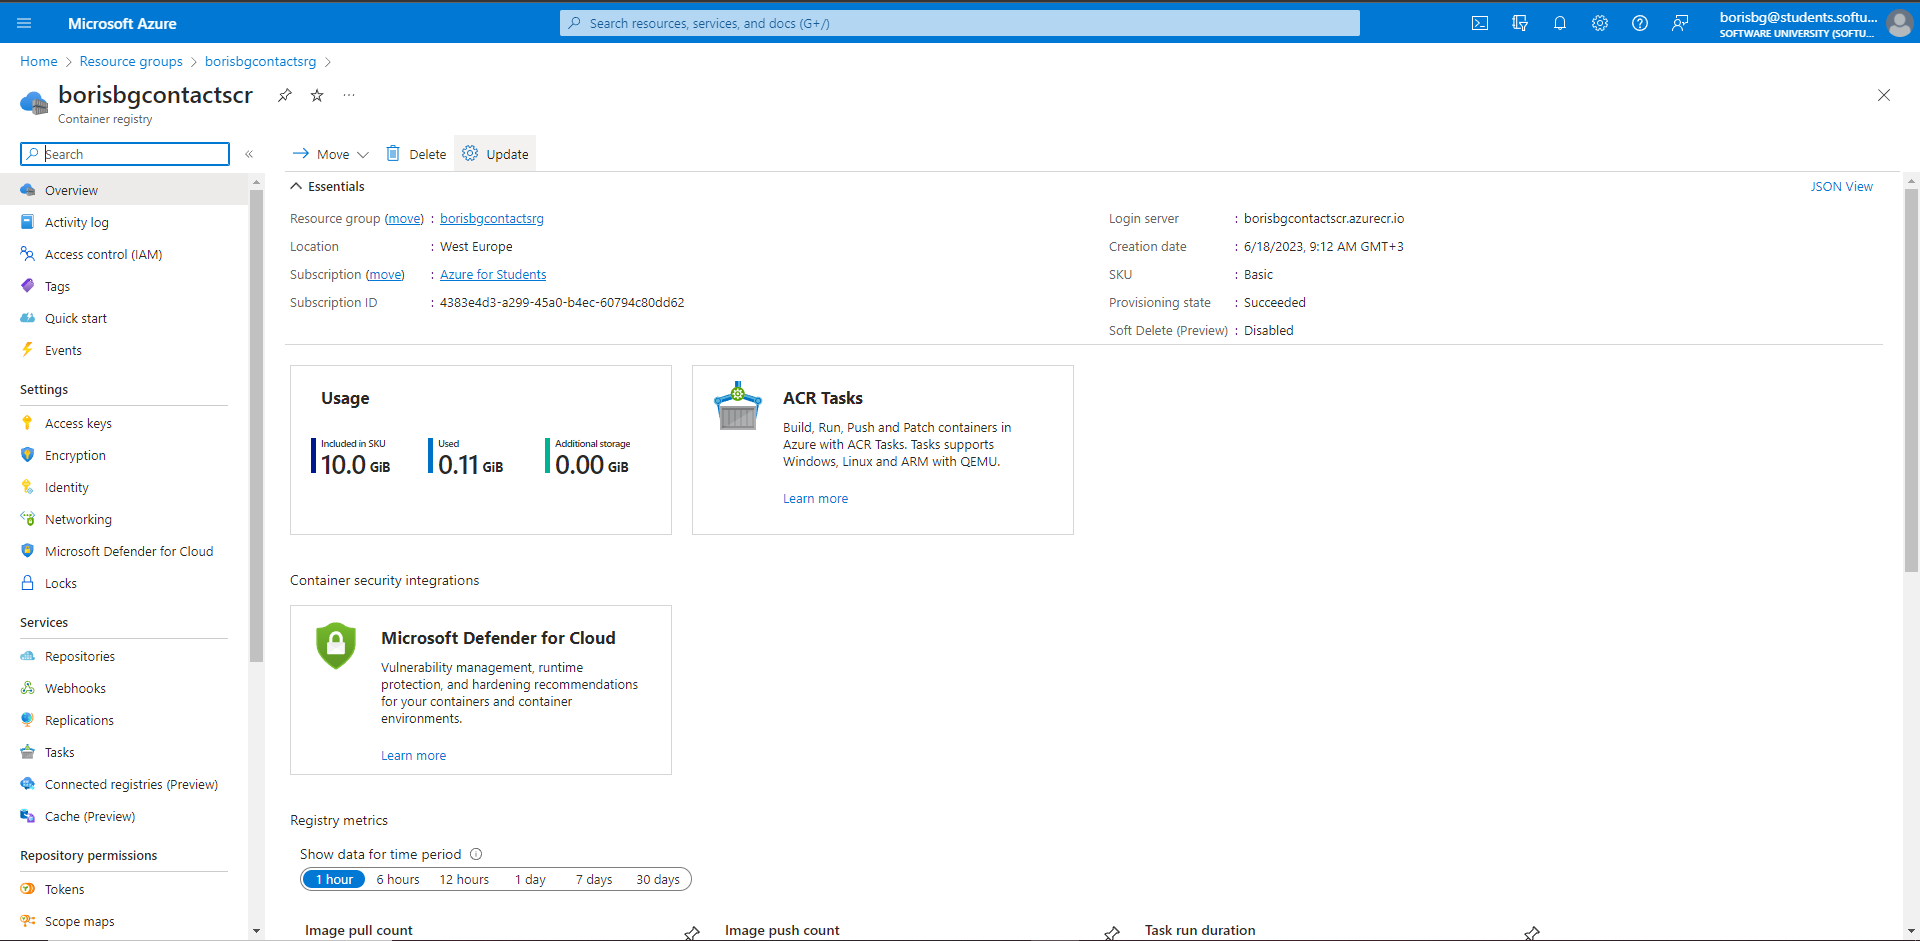 Microsoft Azure
Search resources, services, and docs (G+/)
borisbg@students.softu...
SOFTWARE UNIVERSITY (SOFTU...
Home > Resource groups > borisbgcontactsrg >
borisbgcontactscr
Container registry
Search
Move
Delete
Update
Overview
Activity log
Access control (IAM)
Tags
Quick start
Events
Settings
Access keys
Encryption
Identity
Networking
Microsoft Defender for Cloud
Locks
Services
Repositories
Webhooks
Replications
Tasks
Connected registries (Preview)
Cache (Preview)
Repository permissions
Tokens
Scope maps
Essentials
JSON View
Resource group (move) : borisbgcontactsrg
Location : West Europe
Subscription (move) : Azure for Students
Subscription ID : 4383e4d3-a299-45a0-b4ec-60794c80dd62
Login server : borisbgcontactscr.azurecr.io
Creation date : 6/18/2023, 9:12 AM GMT+3
SKU : Basic
Provisioning state : Succeeded
Soft Delete (Preview) : Disabled
Usage
Included in SKU
10.0 GiB
Used
0.11 GiB
Additional storage
0.00 GiB
ACR Tasks
Build, Run, Push and Patch containers in
Azure with ACR Tasks. Tasks supports
Windows, Linux and ARM with QEMU.
Learn more
Container security integrations
Microsoft Defender for Cloud
Vulnerability management, runtime
protection, and hardening recommendations
for your containers and container
environments.
Learn more
Registry metrics
Show data for time period
1 hour 6 hours 12 hours 1 day 7 days 30 days
Image pull count
Image push count
Task run duration